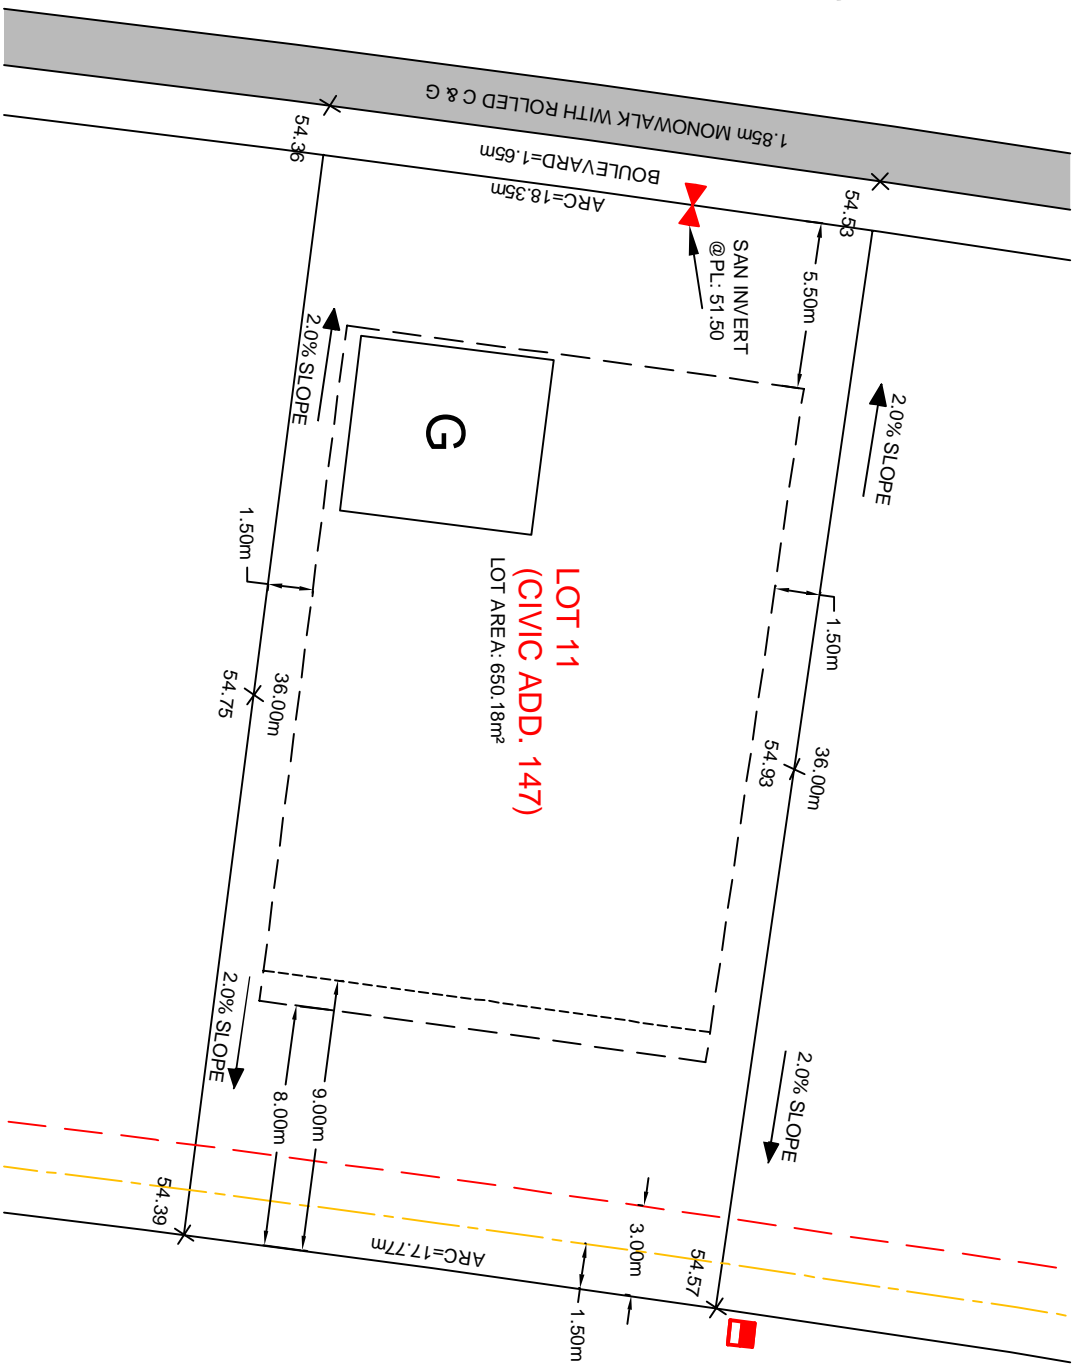 1.85m MONOWALK WITH ROLLED C & G
BOULEVARD=1.65m
ARC=18.35m
54.36
54.53
SAN INVERT
@PL: 51.50
5.50m
2.0% SLOPE
2.0% SLOPE
G
1.50m
1.50m
LOT 11
(CIVIC ADD. 147)
LOT AREA: 650.18m²
36.00m
54.75
36.00m
54.93
2.0% SLOPE
2.0% SLOPE
9.00m
8.00m
54.39
ARC=17.77m
3.00m
54.57
1.50m